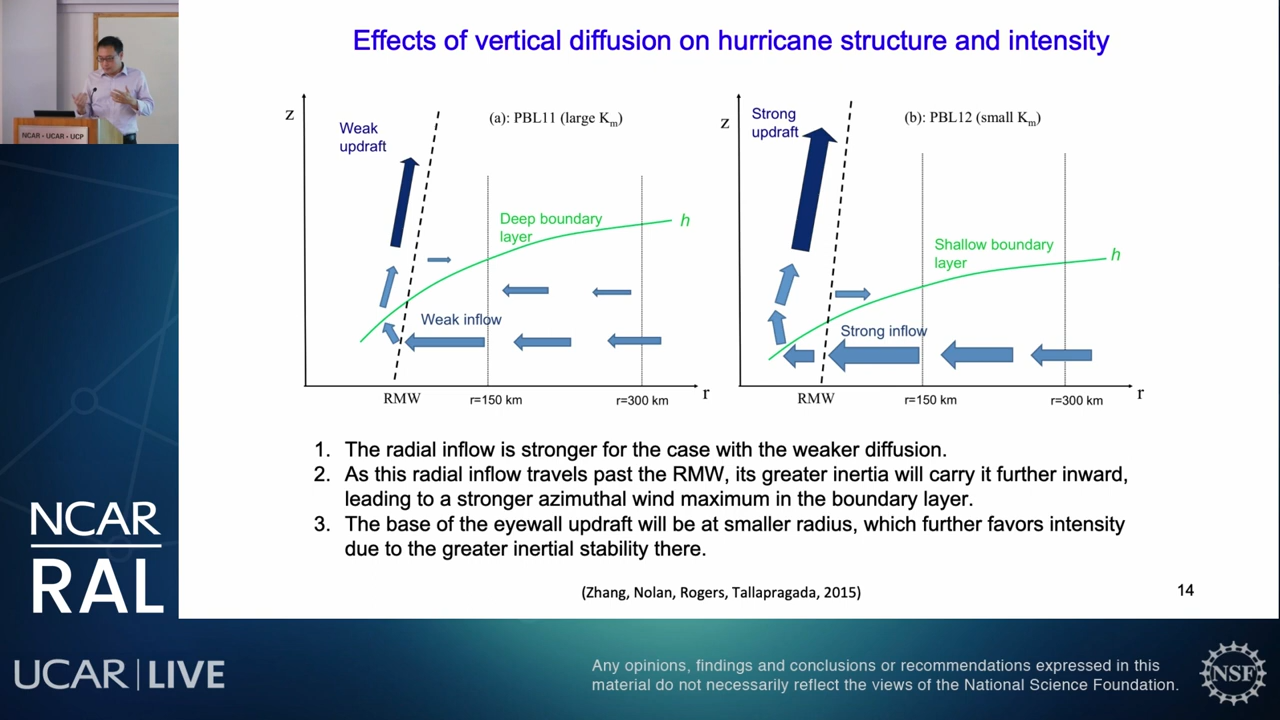 Effects of vertical diffusion on hurricane structure and intensity
z
Weak
updraft
(a): PBL11 (large Km)
Deep boundary
layer
h
Weak inflow
RMW
r=150 km
r=300 km
r
z
Strong
updraft
(b): PBL12 (small Km)
Shallow boundary
layer
h
Strong inflow
RMW
r=150 km
r=300 km
r
1. The radial inflow is stronger for the case with the weaker diffusion.
2. As this radial inflow travels past the RMW, its greater inertia will carry it further inward,
leading to a stronger azimuthal wind maximum in the boundary layer.
3. The base of the eyewall updraft will be at smaller radius, which further favors intensity
due to the greater inertial stability there.
(Zhang, Nolan, Rogers, Tallapragada, 2015)
14
NCAR • UCAR • UCP
NCAR
RAL
UCAR | LIVE
Any opinions, findings and conclusions or recommendations expressed in this
material do not necessarily reflect the views of the National Science Foundation.
NSF